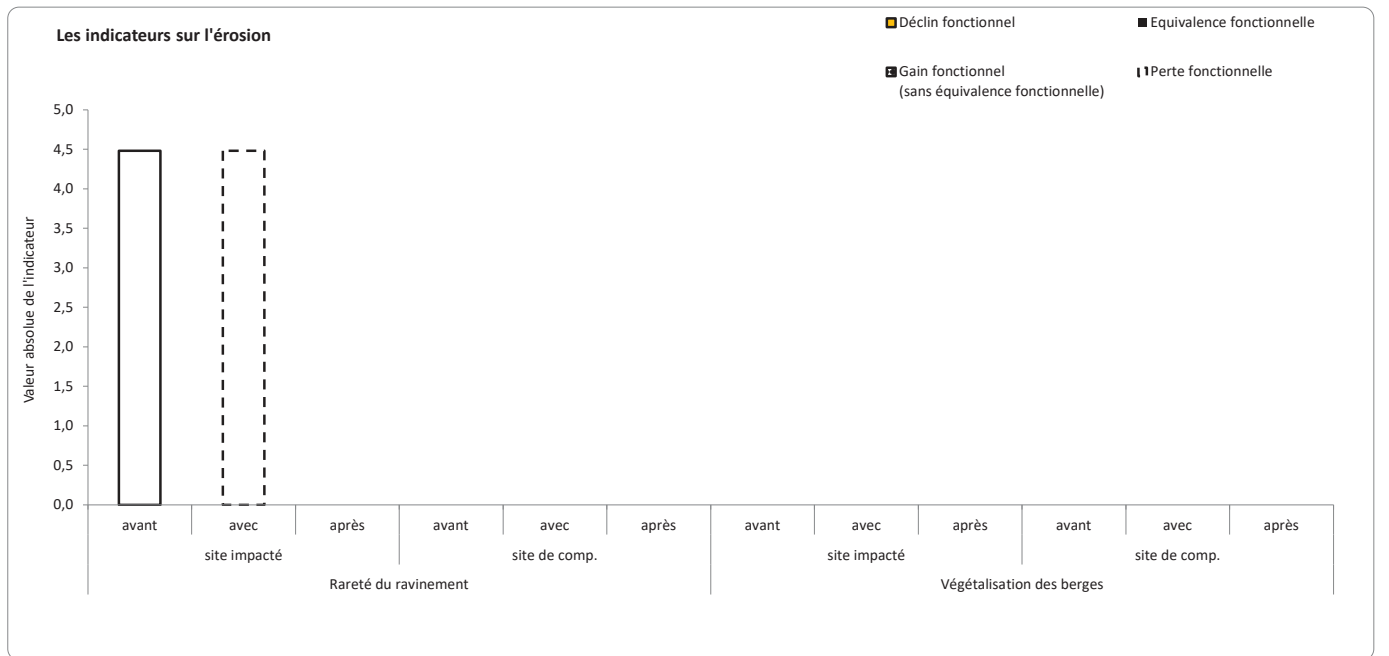 Les indicateurs sur l'érosion
Déclin fonctionnel
Equivalence fonctionnelle
Gain fonctionnel
(sans équivalence fonctionnelle)
Perte fonctionnelle
Valeur absolue de l'indicateur
5,0
4,5
4,0
3,5
3,0
2,5
2,0
1,5
1,0
0,5
0,0
avant avec après avant avec après avant avec après avant avec après
site impacté site de comp. site impacté site de comp.
Rareté du ravinement Végétalisation des berges